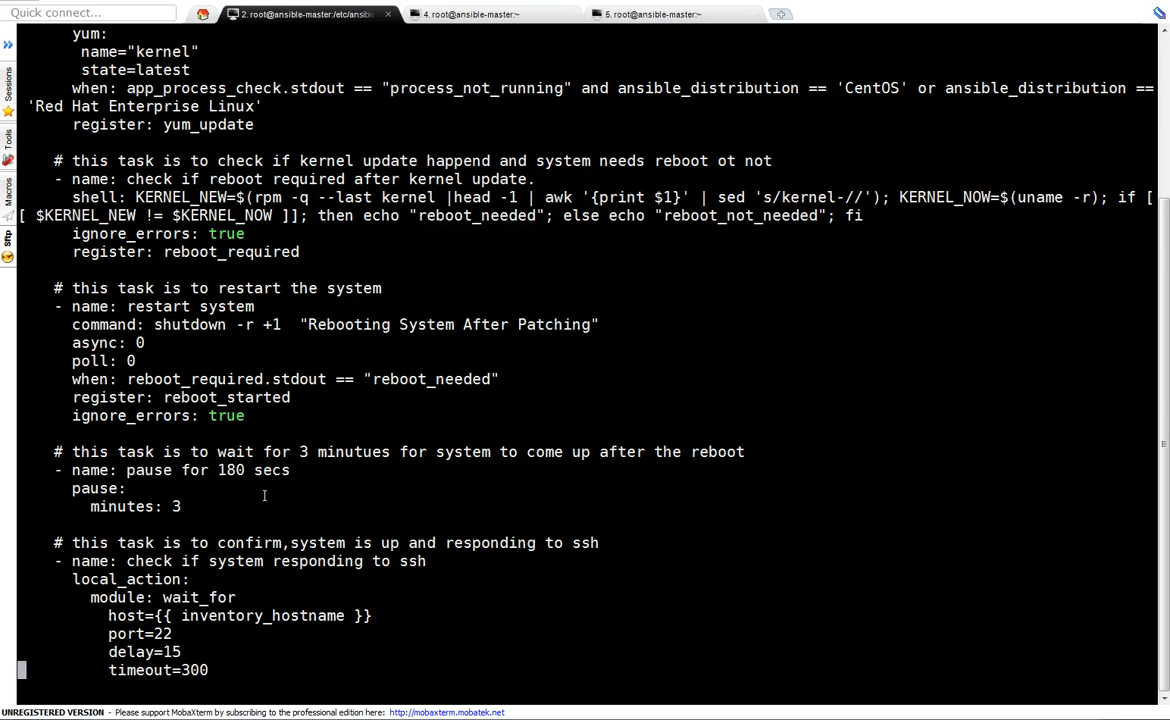 Quick connect...
2. root@ansible-master:/etc/ansib
4. root@ansible-master:~
5. root@ansible-master:~
Sessions
Tools
Macros
Sftp
yum:
name="kernel"
state=latest
when: app_process_check.stdout == "process_not_running" and ansible_distribution == 'CentOS' or ansible_distribution ==
'Red Hat Enterprise Linux'
register: yum_update
# this task is to check if kernel update happend and system needs reboot ot not
- name: check if reboot required after kernel update.
shell: KERNEL_NEW=$(rpm -q --last kernel |head -1 | awk '{print $1}' | sed 's/kernel-//'); KERNEL_NOW=$(uname -r); if [
[ $KERNEL_NEW != $KERNEL_NOW ]]; then echo "reboot_needed"; else echo "reboot_not_needed"; fi
ignore_errors: true
register: reboot_required
# this task is to restart the system
- name: restart system
command: shutdown -r +1  "Rebooting System After Patching"
async: 0
poll: 0
when: reboot_required.stdout == "reboot_needed"
register: reboot_started
ignore_errors: true
# this task is to wait for 3 minutues for system to come up after the reboot
- name: pause for 180 secs
pause:
minutes: 3
# this task is to confirm,system is up and responding to ssh
- name: check if system responding to ssh
local_action:
module: wait_for
host={{ inventory_hostname }}
port=22
delay=15
timeout=300
UNREGISTERED VERSION - Please support MobaXterm by subscribing to the professional edition here: http://mobaxterm.mobatek.net